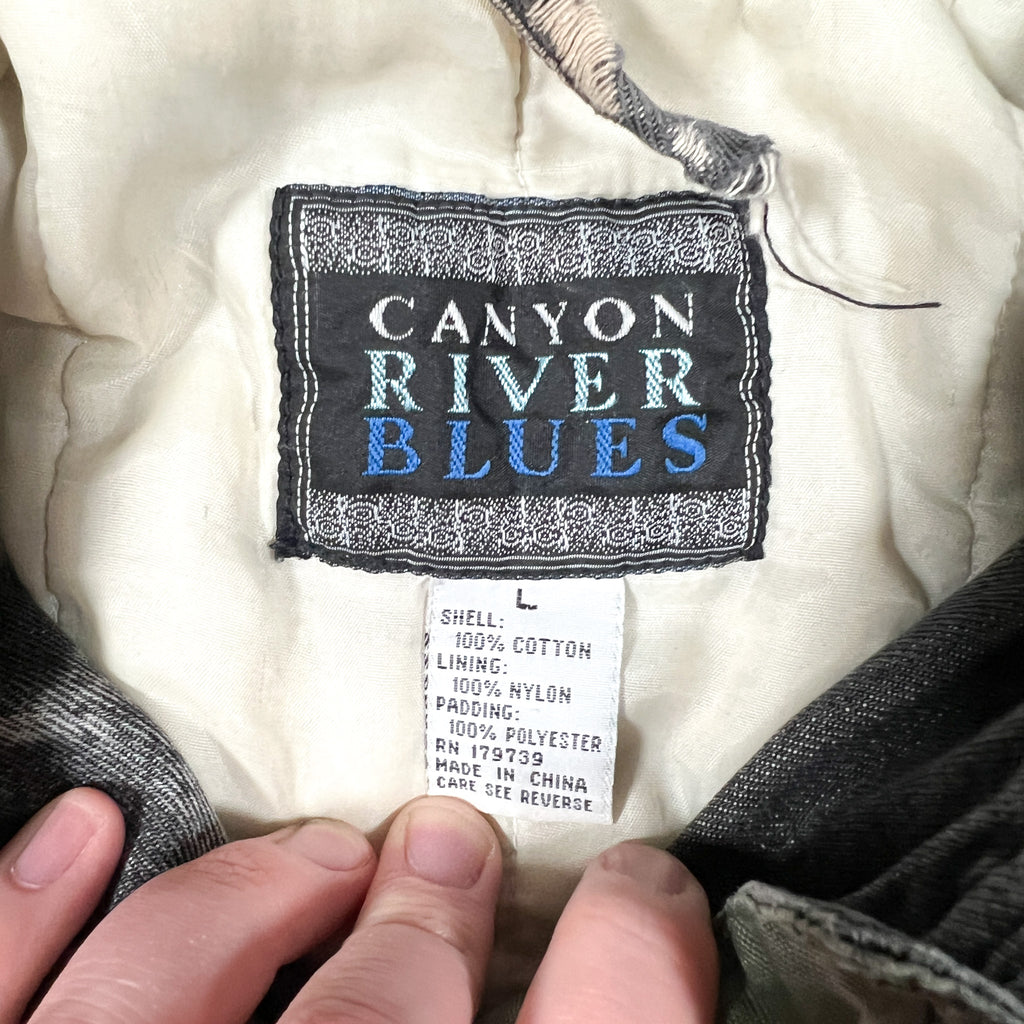 CANYON
RIVER
BLUES
L
SHELL:
100% COTTON
LINING:
100% NYLON
PADDING:
100% POLYESTER
RN 179739
MADE IN CHINA
CARE SEE REVERSE